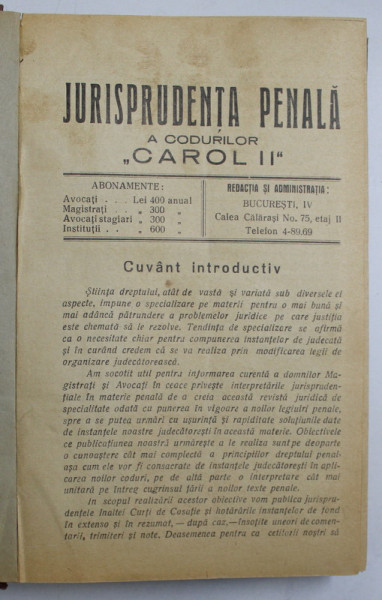 JURISPRUDENȚA PENALĂ
A CODURILOR
„CAROL II"
ABONAMENTE:
Avocați . . . Lei 400 anual
Magistrați . . „ 300 „
Avocați stagiari „ 300 „
Instituții . . . „ 600 „
REDACȚIA ȘI ADMINISTRAȚIA:
BUCUREȘTI, IV
Calea Călărași No. 75, etaj II
Telefon 4-89.69
Cuvânt introductiv
Știința dreptului, atât de vastă și variată sub diversele ei
aspecte, impune o specializare pe materii pentru o mai bună și
mai adâncă pătrundere a problemelor juridice pe care justiția
este chemată să le rezolve. Tendința de specializare se afirmă
ca o necesitate chiar pentru compunerea instanțelor de judecată
și în curând credem că se va realiza prin modificarea legii de
organizare judecătorească.
Am socotit util pentru informarea curentă a domnilor Ma-
gistrați și Avocați în ceace privește interpretările jurispruden-
țiale în materie penală de a creia această revistă juridică de
specialitate odată cu punerea în vigoare a noilor legiuiri penale,
spre a se putea urmări cu ușurință și rapiditate soluțiunile date
de instanțele noastre judecătorești în această materie. Obiectivele
ce publicațiunea noastră urmărește a le realiza sunt pe deoparte
o cunoaștere cât mai complectă a principiilor dreptului penal-
așa cum ele vor fi consacrate de instanțele judecătorești în apli-
carea noilor coduri, pe de altă parte o interpretare cât mai
unitară pe întreg cuprinsul țării a noilor texte penale.
In scopul realizării acestor obiective vom publica jurispru-
dențele Inaltei Curți de Casație și hotărârile instanțelor de fond
în extenso și în rezumat, — după caz,—însoțite uneori de comen-
tarii, trimiteri și note. Deasemenea pentru ca cetitorii noștri să